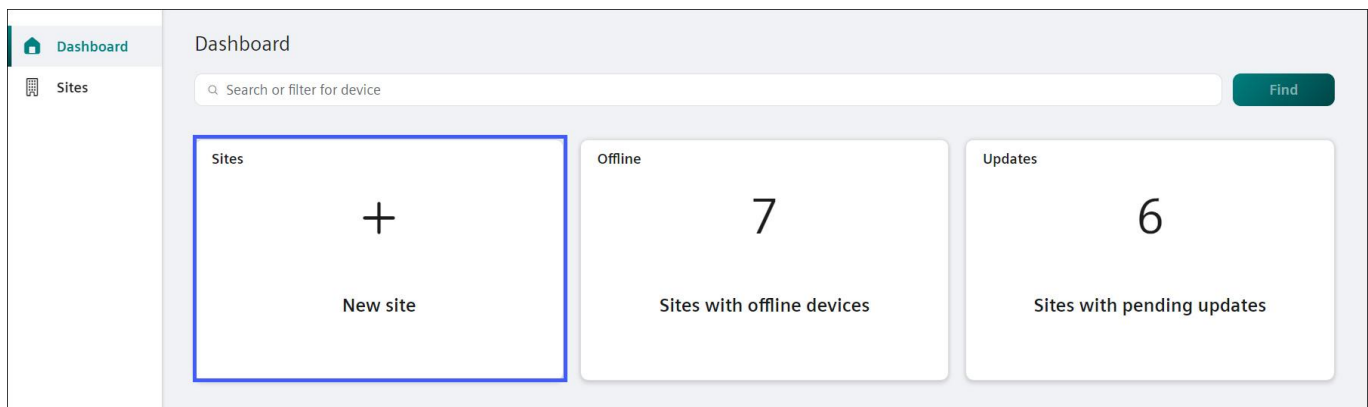 Dashboard
Sites
Dashboard
Search or filter for device
Find
Sites
+
New site
Offline
7
Sites with offline devices
Updates
6
Sites with pending updates